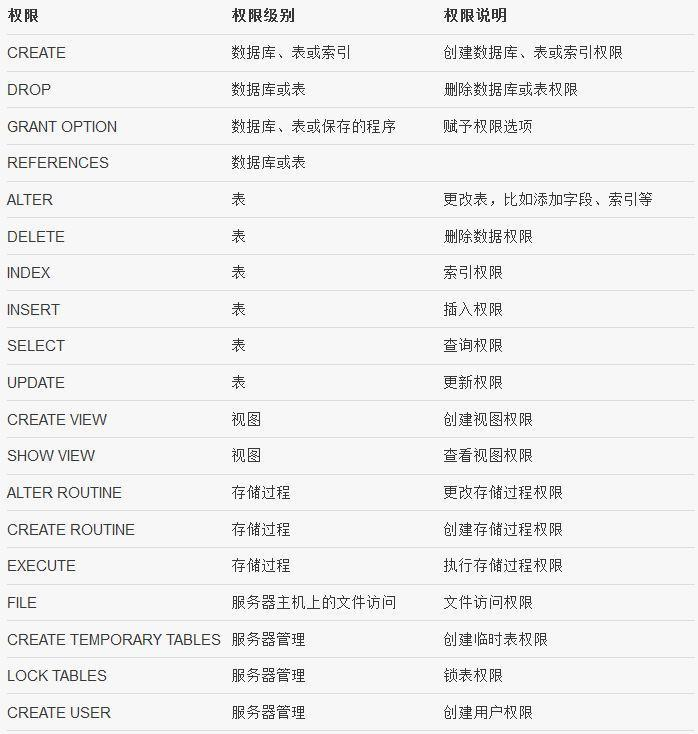 权限 权限级别 权限说明
CREATE 数据库、表或索引 创建数据库、表或索引权限
DROP 数据库或表 删除数据库或表权限
GRANT OPTION 数据库、表或保存的程序 赋予权限选项
REFERENCES 数据库或表
ALTER 表 更改表，比如添加字段、索引等
DELETE 表 删除数据权限
INDEX 表 索引权限
INSERT 表 插入权限
SELECT 表 查询权限
UPDATE 表 更新权限
CREATE VIEW 视图 创建视图权限
SHOW VIEW 视图 查看视图权限
ALTER ROUTINE 存储过程 更改存储过程权限
CREATE ROUTINE 存储过程 创建存储过程权限
EXECUTE 存储过程 执行存储过程权限
FILE 服务器主机上的文件访问 文件访问权限
CREATE TEMPORARY TABLES 服务器管理 创建临时表权限
LOCK TABLES 服务器管理 锁表权限
CREATE USER 服务器管理 创建用户权限